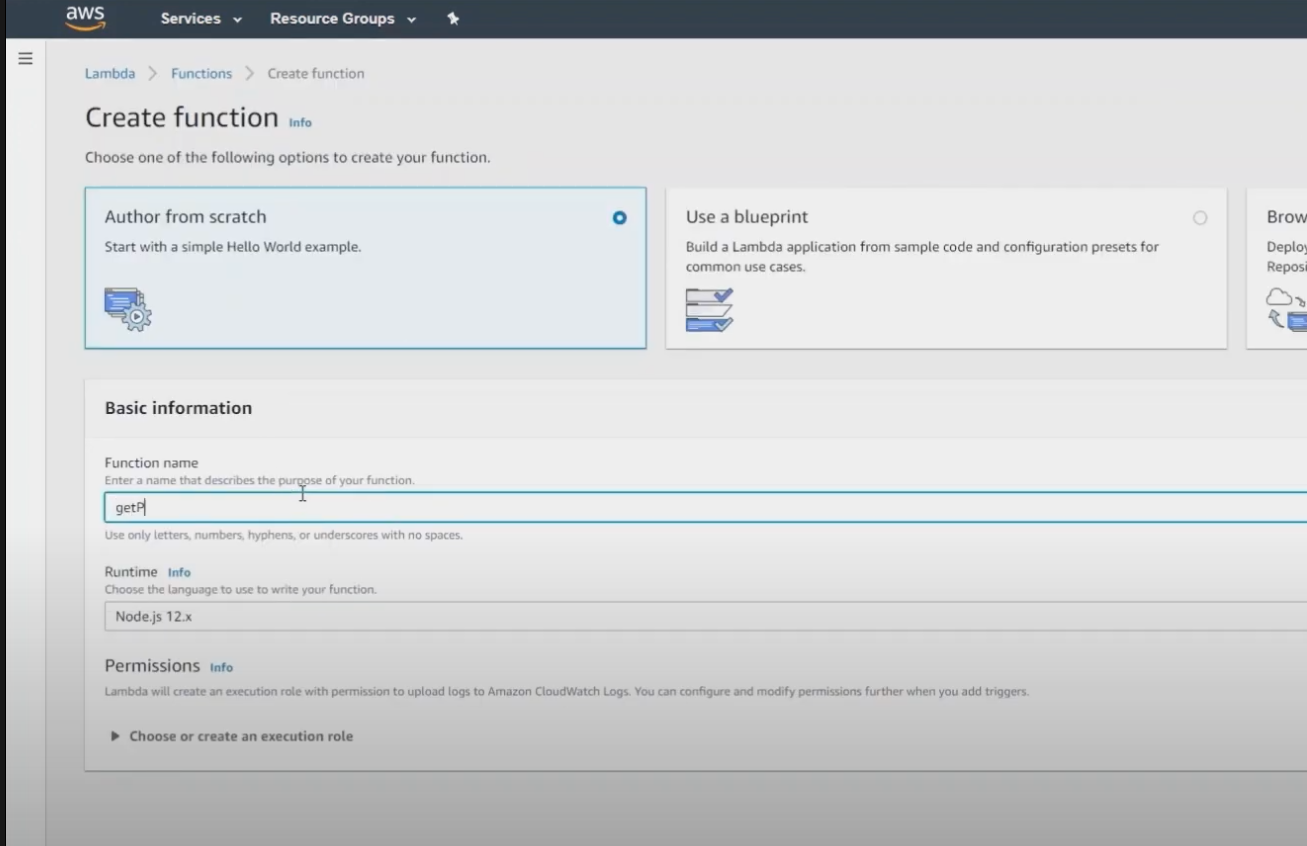 aws Services Resource Groups
Lambda Functions Create function
Create function Info
Choose one of the following options to create your function.
Author from scratch
Start with a simple Hello World example.
Use a blueprint
Build a Lambda application from sample code and configuration presets for
common use cases.
Brow
Deploy
Reposi
Basic information
Function name
Enter a name that describes the purpose of your function.
getP
Use only letters, numbers, hyphens, or underscores with no spaces.
Runtime Info
Choose the language to use to write your function.
Node.js 12.x
Permissions Info
Lambda will create an execution role with permission to upload logs to Amazon CloudWatch Logs. You can configure and modify permissions further when you add triggers.
Choose or create an execution role